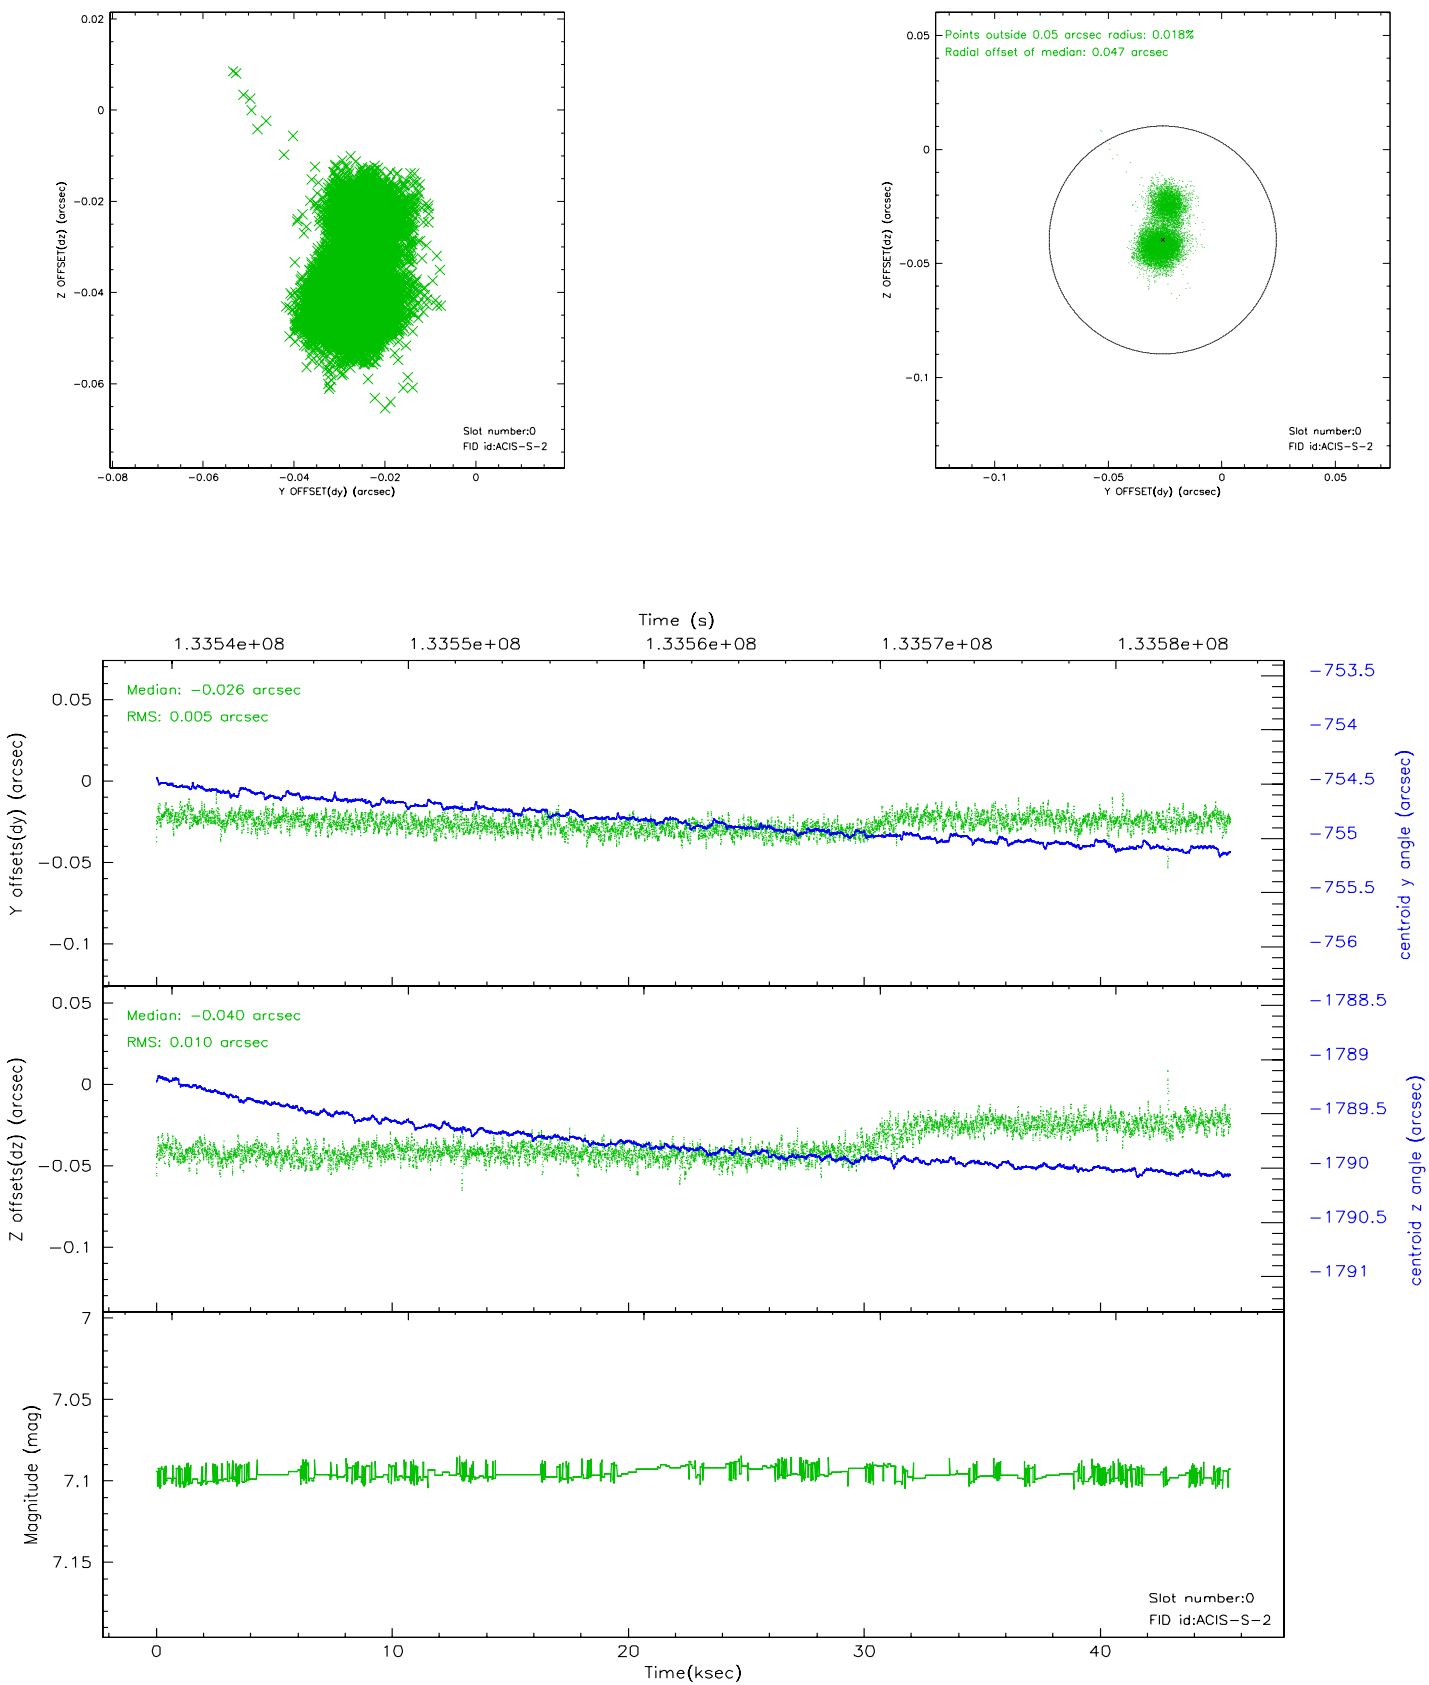 0.02
0
−0.02
−0.04
−0.06
Z OFFSET(dz) (arcsec)
Slot number:0
FID id:ACIS−S−2
−0.08 −0.06 −0.04 −0.02 0
Y OFFSET(dy) (arcsec)
Points outside 0.05 arcsec radius: 0.018%
Radial offset of median: 0.047 arcsec
0.05
0
−0.05
−0.1
Z OFFSET(dz) (arcsec)
Slot number:0
FID id:ACIS−S−2
−0.1 −0.05 0 0.05
Y OFFSET(dy) (arcsec)
Time (s)
1.3354e+08 1.3355e+08 1.3356e+08 1.3357e+08 1.3358e+08
Median: −0.026 arcsec
RMS: 0.005 arcsec
0.05
0
−0.05
−0.1
Y offsets(dy) (arcsec)
−753.5
−754
−754.5
−755
−755.5
−756
centroid y angle (arcsec)
Median: −0.040 arcsec
RMS: 0.010 arcsec
0.05
0
−0.05
−0.1
Z offsets(dz) (arcsec)
−1788.5
−1789
−1789.5
−1790
−1790.5
−1791
centroid z angle (arcsec)
7
7.05
7.1
7.15
Magnitude (mag)
Slot number:0
FID id:ACIS−S−2
0 10 20 30 40
Time(ksec)